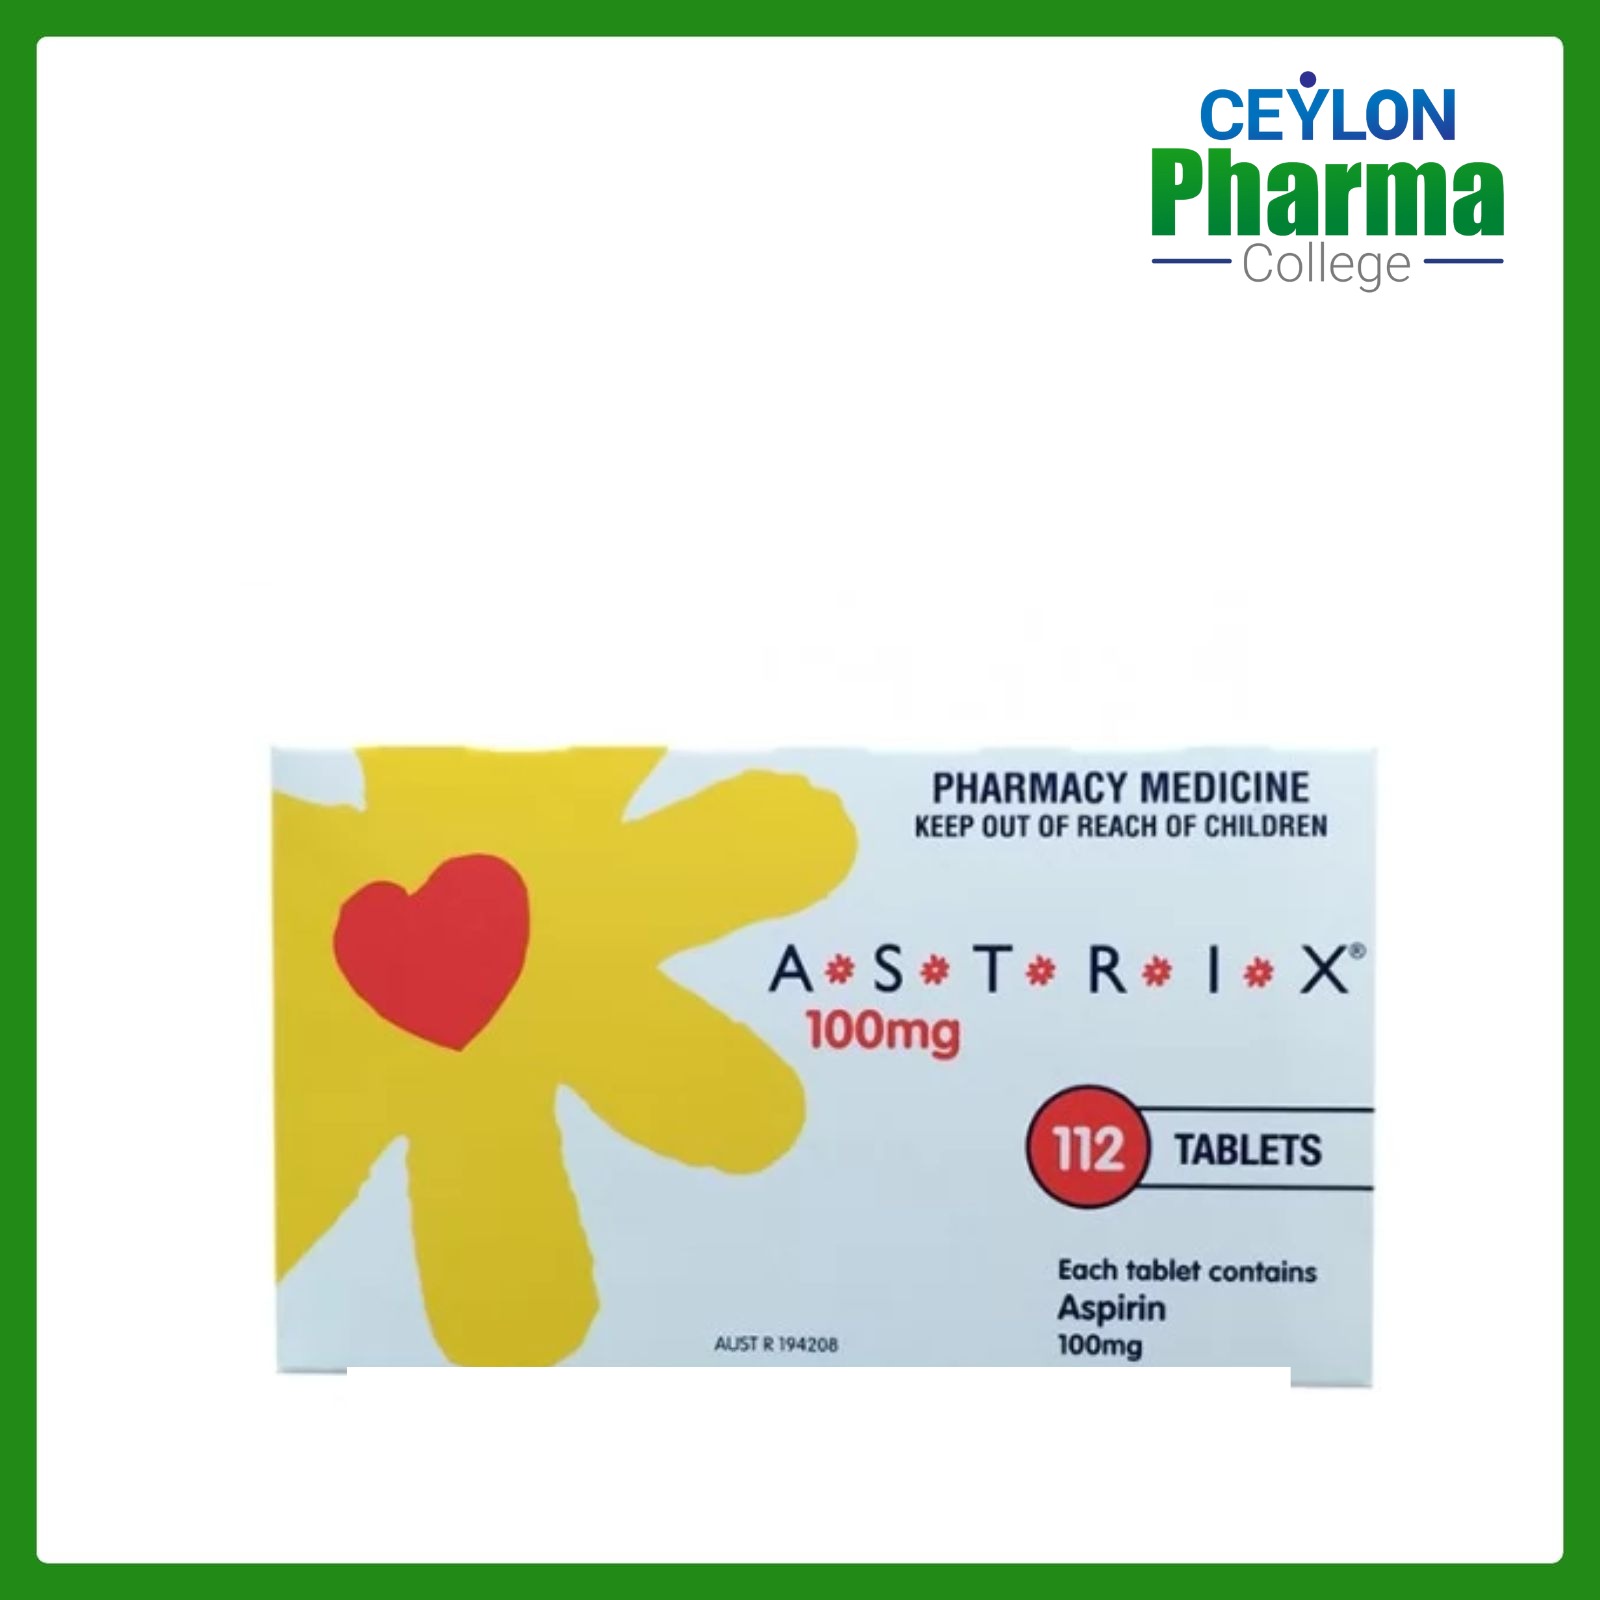 CEYLON
Pharma
College
PHARMACY MEDICINE
KEEP OUT OF REACH OF CHILDREN
A*S*T*R*I*X®
100mg
112 TABLETS
Each tablet contains
Aspirin
100mg
AUST R 194208